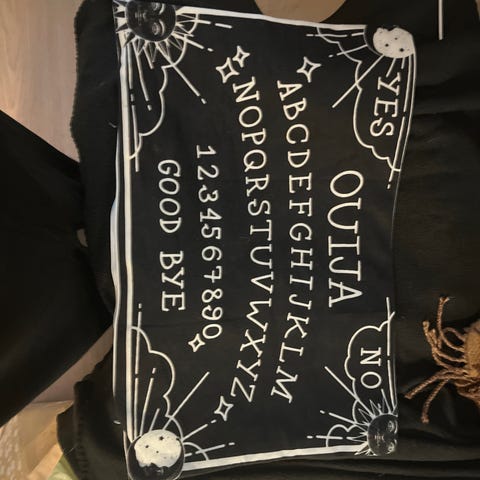 YES
NO
OUIJA
ABCDEFGHIJKLM
NOPQRSTUVWXYZ
1234567890
GOOD BYE